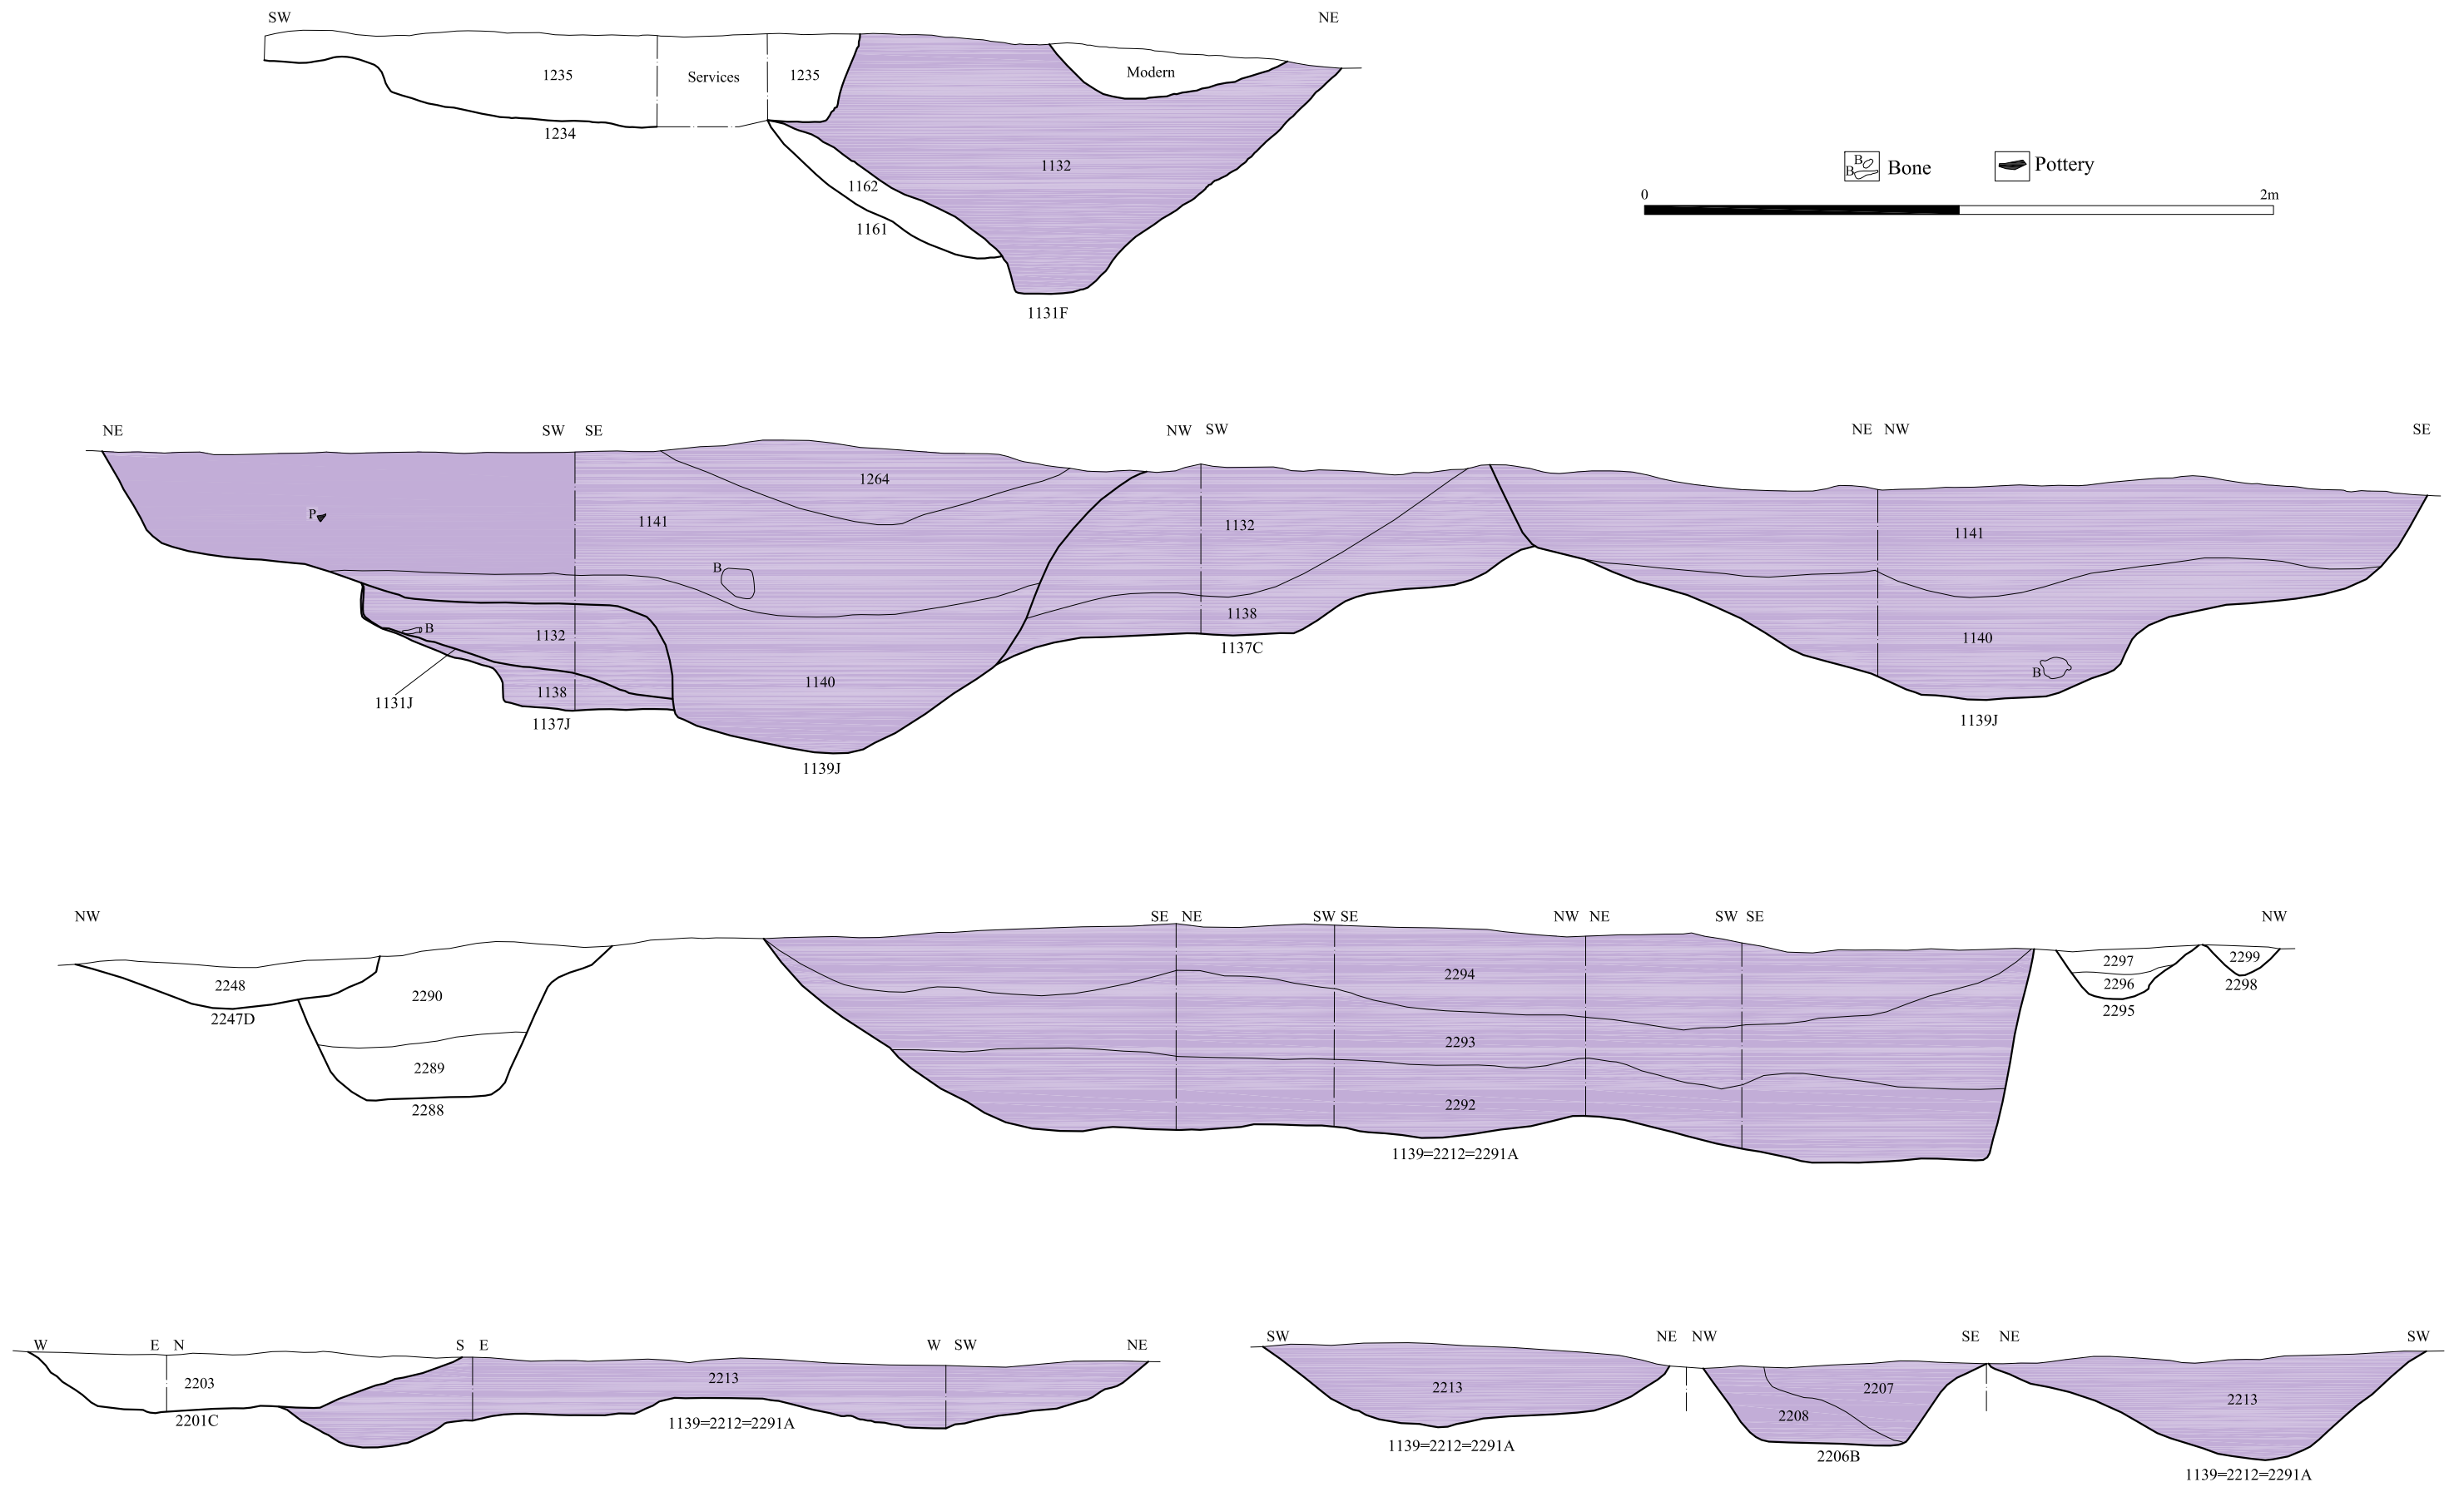 SW NE
1235 Services 1235 Modern
1234
1132
1162
1161
1131F
B
B Bone Pottery
0 2m
NE SW SE NW SW NE NW SE
1264
P 1141 1132 1141
B
B 1132 1138 1140
1137C B
1131J 1138 1140
1137J 1139J
1139J
NW SE NE SW SE NW NE SW SE NW
2248 2290 2294 2297 2299
2247D 2296 2298
2295
2289 2293
2288 2292
1139=2212=2291A
W E N S E W SW NE
2203 2213
2201C 1139=2212=2291A
SW NE NW SE NE SW
2213 2207 2213
2208
1139=2212=2291A 2206B 1139=2212=2291A